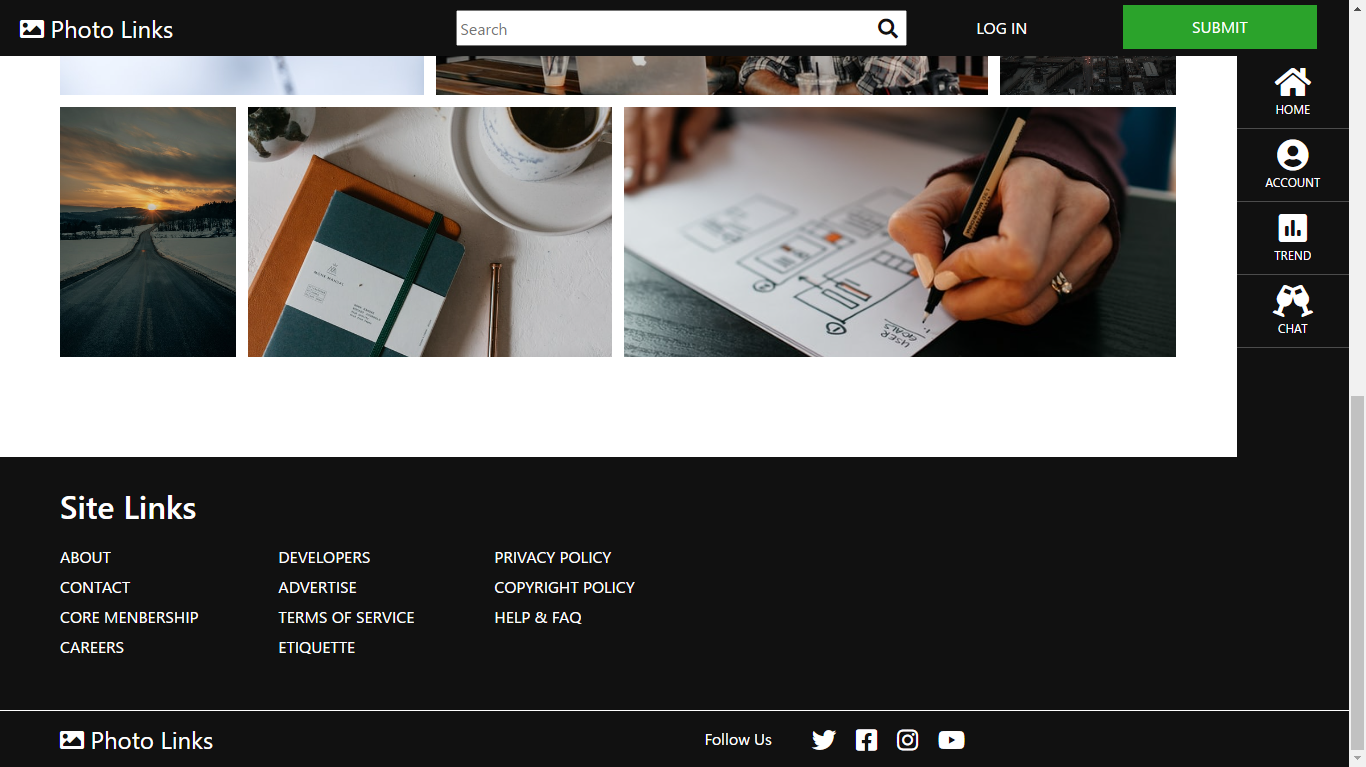 Photo Links
Search
LOG IN
SUBMIT
HOME
ACCOUNT
TREND
CHAT
USER
GOALS
Site Links
ABOUT
CONTACT
CORE MENBERSHIP
CAREERS
DEVELOPERS
ADVERTISE
TERMS OF SERVICE
ETIQUETTE
PRIVACY POLICY
COPYRIGHT POLICY
HELP & FAQ
Photo Links
Follow Us